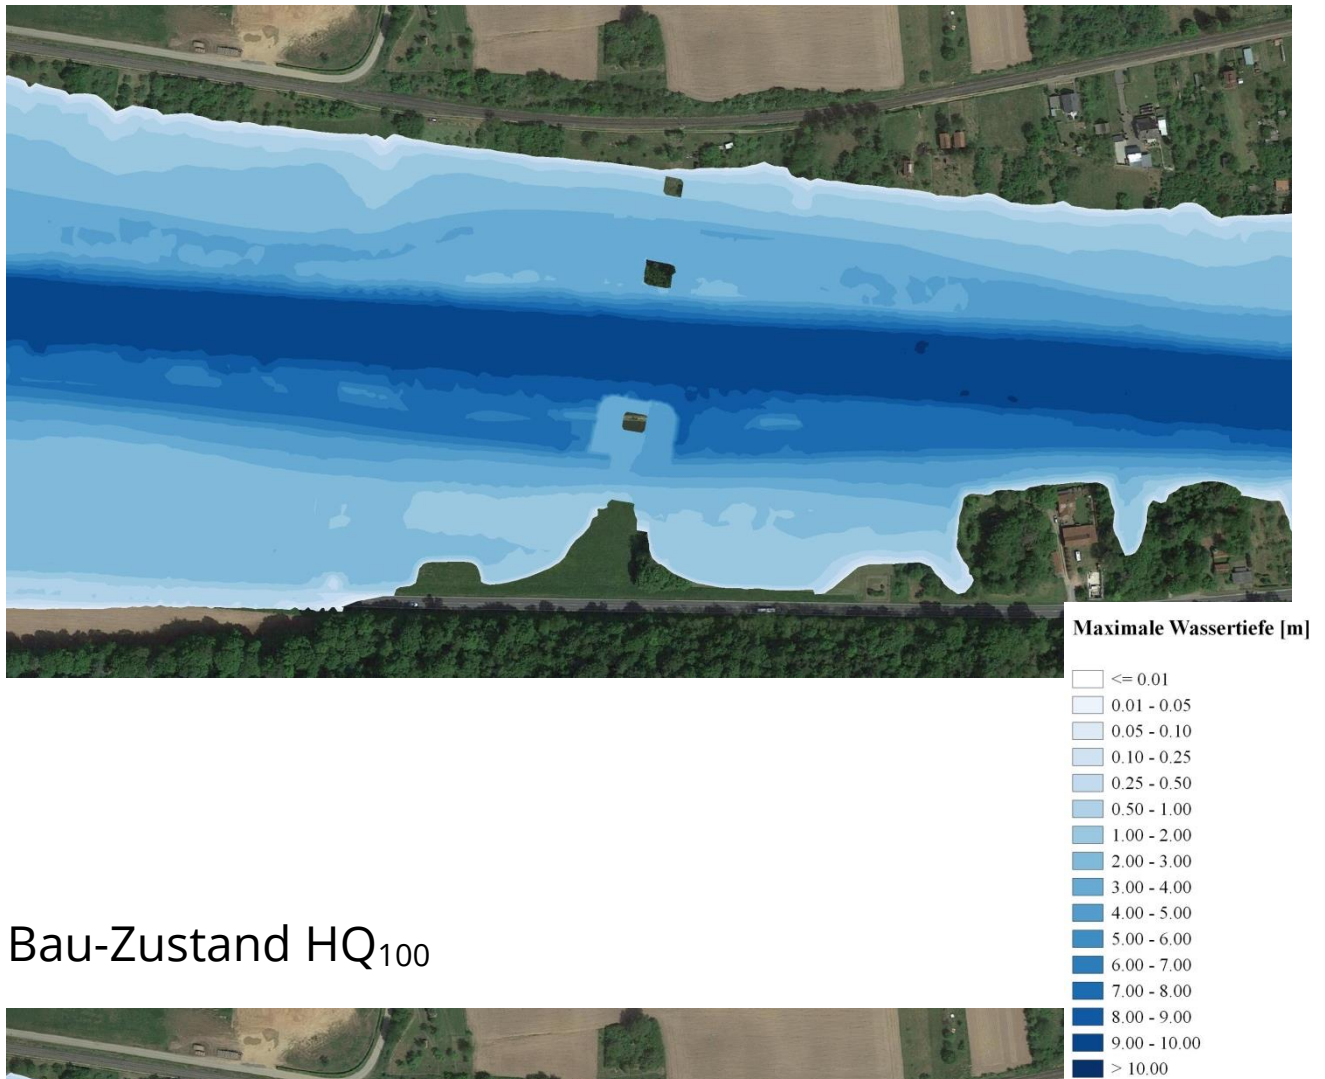 Maximale Wassertiefe [m]
<= 0.01
0.01 - 0.05
0.05 - 0.10
0.10 - 0.25
0.25 - 0.50
0.50 - 1.00
1.00 - 2.00
2.00 - 3.00
3.00 - 4.00
4.00 - 5.00
5.00 - 6.00
6.00 - 7.00
7.00 - 8.00
8.00 - 9.00
9.00 - 10.00
> 10.00
Bau-Zustand HQ100